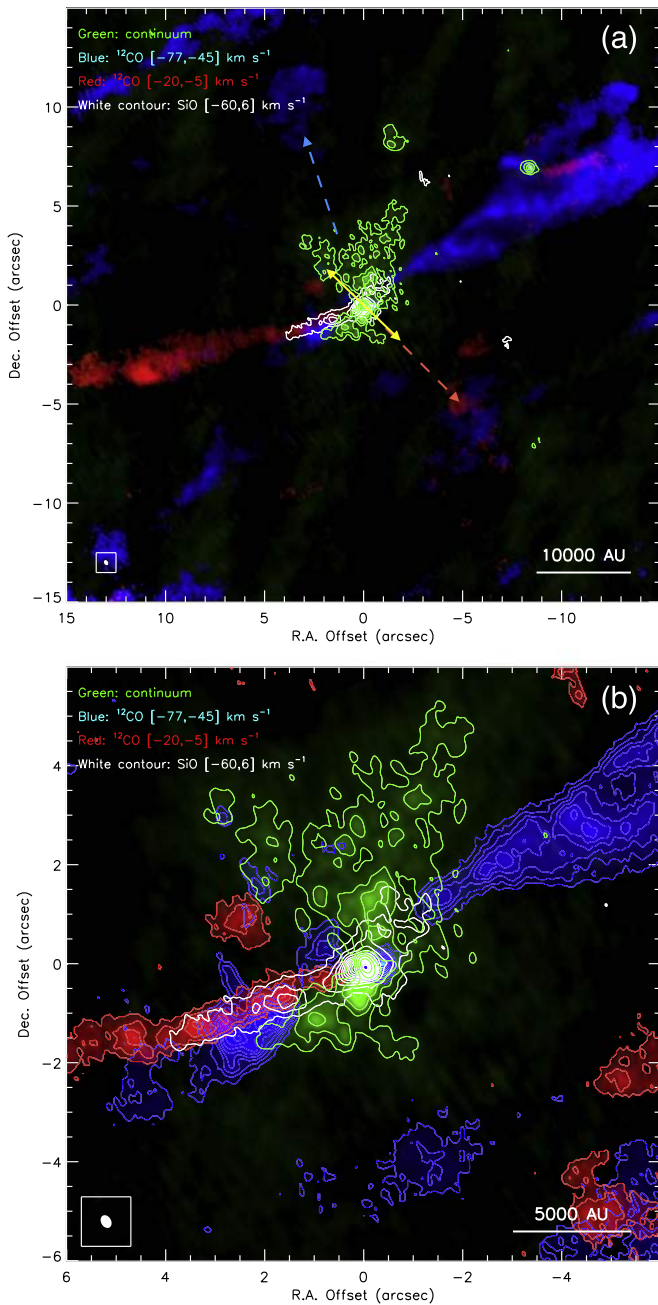 (a)
Green: continuum
Blue: ¹²CO [−77,−45] km s⁻¹
Red: ¹²CO [−20,−5] km s⁻¹
White contour: SiO [−60,6] km s⁻¹
10
5
0
−5
−10
−15
Dec. Offset (arcsec)
10000 AU
15 10 5 0 −5 −10
R.A. Offset (arcsec)
(b)
Green: continuum
Blue: ¹²CO [−77,−45] km s⁻¹
Red: ¹²CO [−20,−5] km s⁻¹
White contour: SiO [−60,6] km s⁻¹
4
2
0
−2
−4
−6
Dec. Offset (arcsec)
5000 AU
6 4 2 0 −2 −4
R.A. Offset (arcsec)